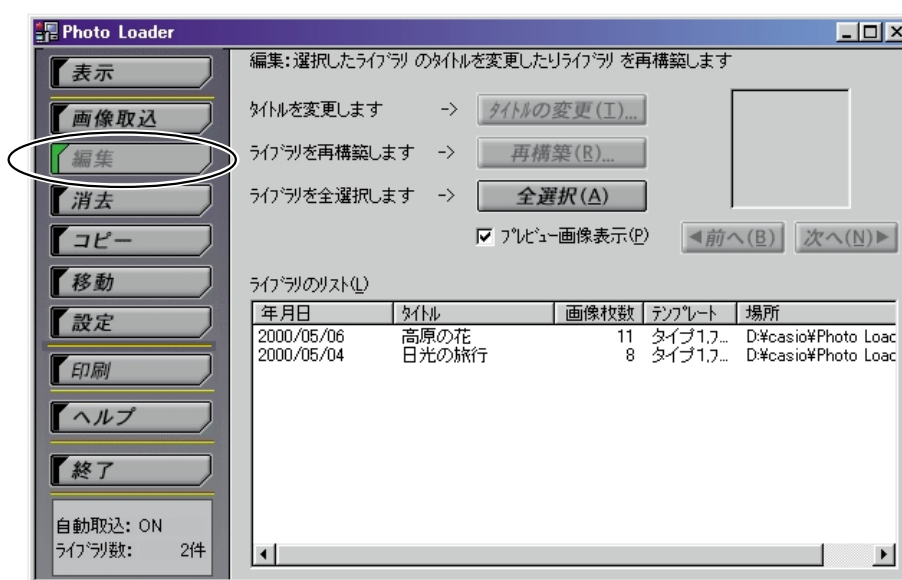 Photo Loader
表示
画像取込
編集
消去
コピー
移動
設定
印刷
ヘルプ
終了
自動取込: ON
ﾗｲﾌﾞﾗﾘ数: 2件
編集:選択したﾗｲﾌﾞﾗﾘ のﾀｲﾄﾙを変更したりﾗｲﾌﾞﾗﾘ を再構築します
ﾀｲﾄﾙを変更します -> ﾀｲﾄﾙの変更(T)...
ﾗｲﾌﾞﾗﾘを再構築します -> 再構築(R)...
ﾗｲﾌﾞﾗﾘを全選択します -> 全選択(A)
ﾌﾟﾚﾋﾞｭｰ画像表示(P) ◀前へ(B) 次へ(N)▶
ﾗｲﾌﾞﾗﾘのﾘｽﾄ(L)
年月日 ﾀｲﾄﾙ 画像枚数 ﾃﾝﾌﾟﾚｰﾄ 場所
2000/05/06 高原の花 11 タイプ1,フ... D:¥casio¥Photo Loac
2000/05/04 日光の旅行 8 タイプ1,フ... D:¥casio¥Photo Loac